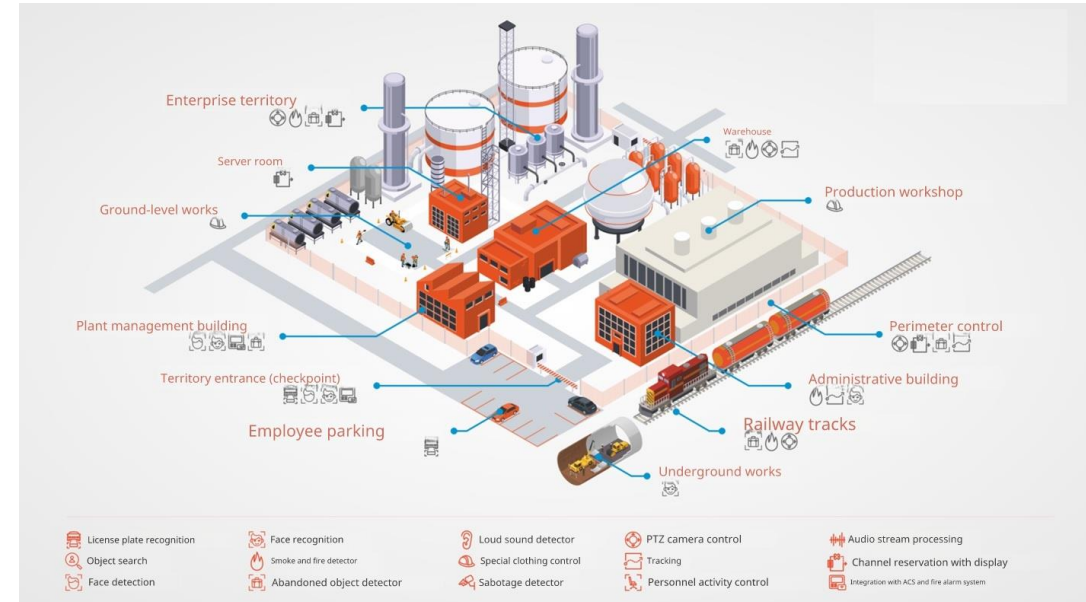 Enterprise territory
Warehouse
Server room
Production workshop
Ground-level works
Plant management building
Perimeter control
Territory entrance (checkpoint)
Administrative building
Employee parking
Railway tracks
Underground works
License plate recognition
Face recognition
Loud sound detector
PTZ camera control
Audio stream processing
Object search
Smoke and fire detector
Special clothing control
Tracking
Channel reservation with display
Face detection
Abandoned object detector
Sabotage detector
Personnel activity control
Integration with ACS and fire alarm system